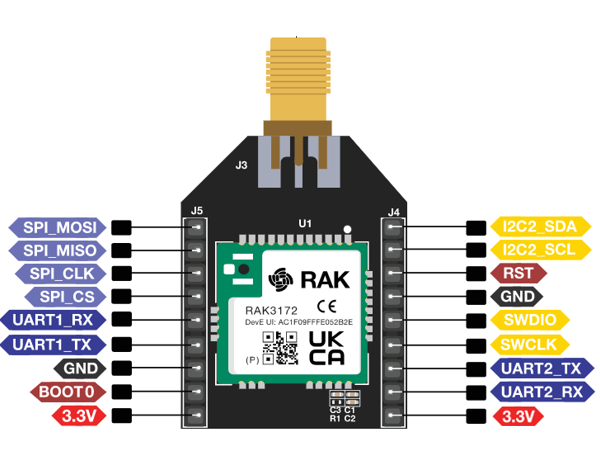 J3
J5
U1
J4
SPI_MOSI
SPI_MISO
SPI_CLK
SPI_CS
UART1_RX
UART1_TX
GND
BOOT0
3.3V
RAK
RAK3172
CE
DevE UI: AC1F09FFFE052B2E
(P)
UK
CA
C3 C1
R1 C2
I2C2_SDA
I2C2_SCL
RST
GND
SWDIO
SWCLK
UART2_TX
UART2_RX
3.3V